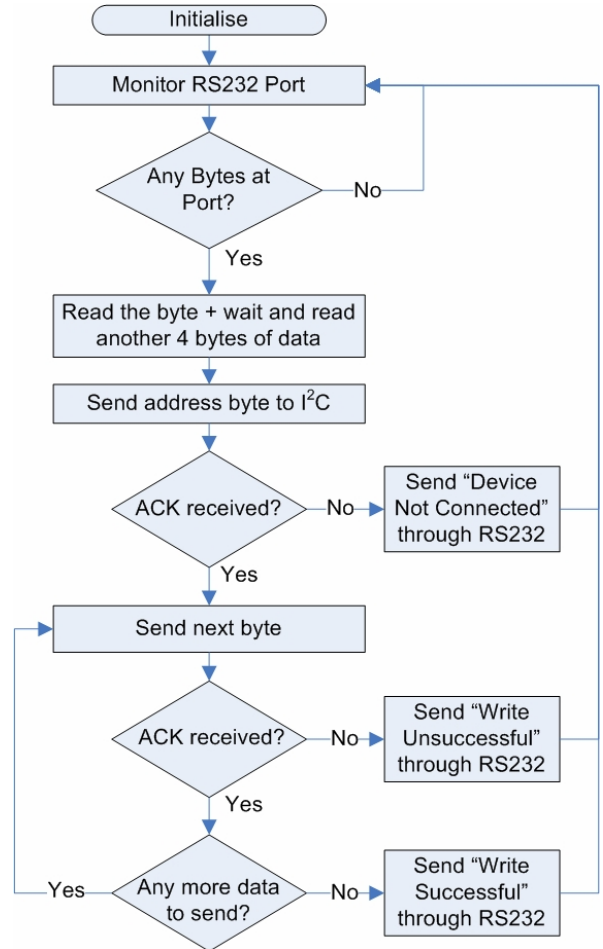 Initialise
Monitor RS232 Port
Any Bytes at
Port?
No
Yes
Read the byte + wait and read
another 4 bytes of data
Send address byte to I²C
ACK received?
No
Send “Device
Not Connected”
through RS232
Yes
Send next byte
ACK received?
No
Send “Write
Unsuccessful”
through RS232
Yes
Yes
Any more data
to send?
No
Send “Write
Successful”
through RS232